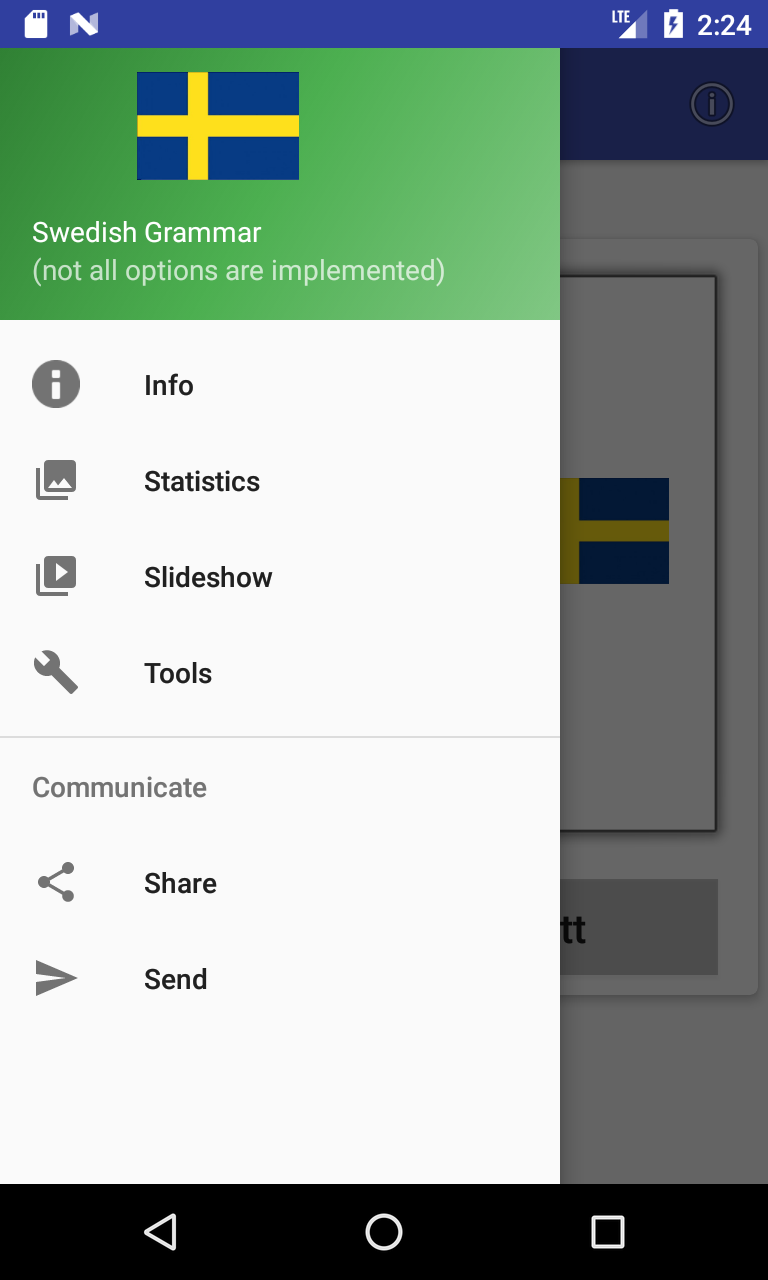 LTE 2:24
Swedish Grammar
(not all options are implemented)
Info
Statistics
Slideshow
Tools
Communicate
Share
tt
Send